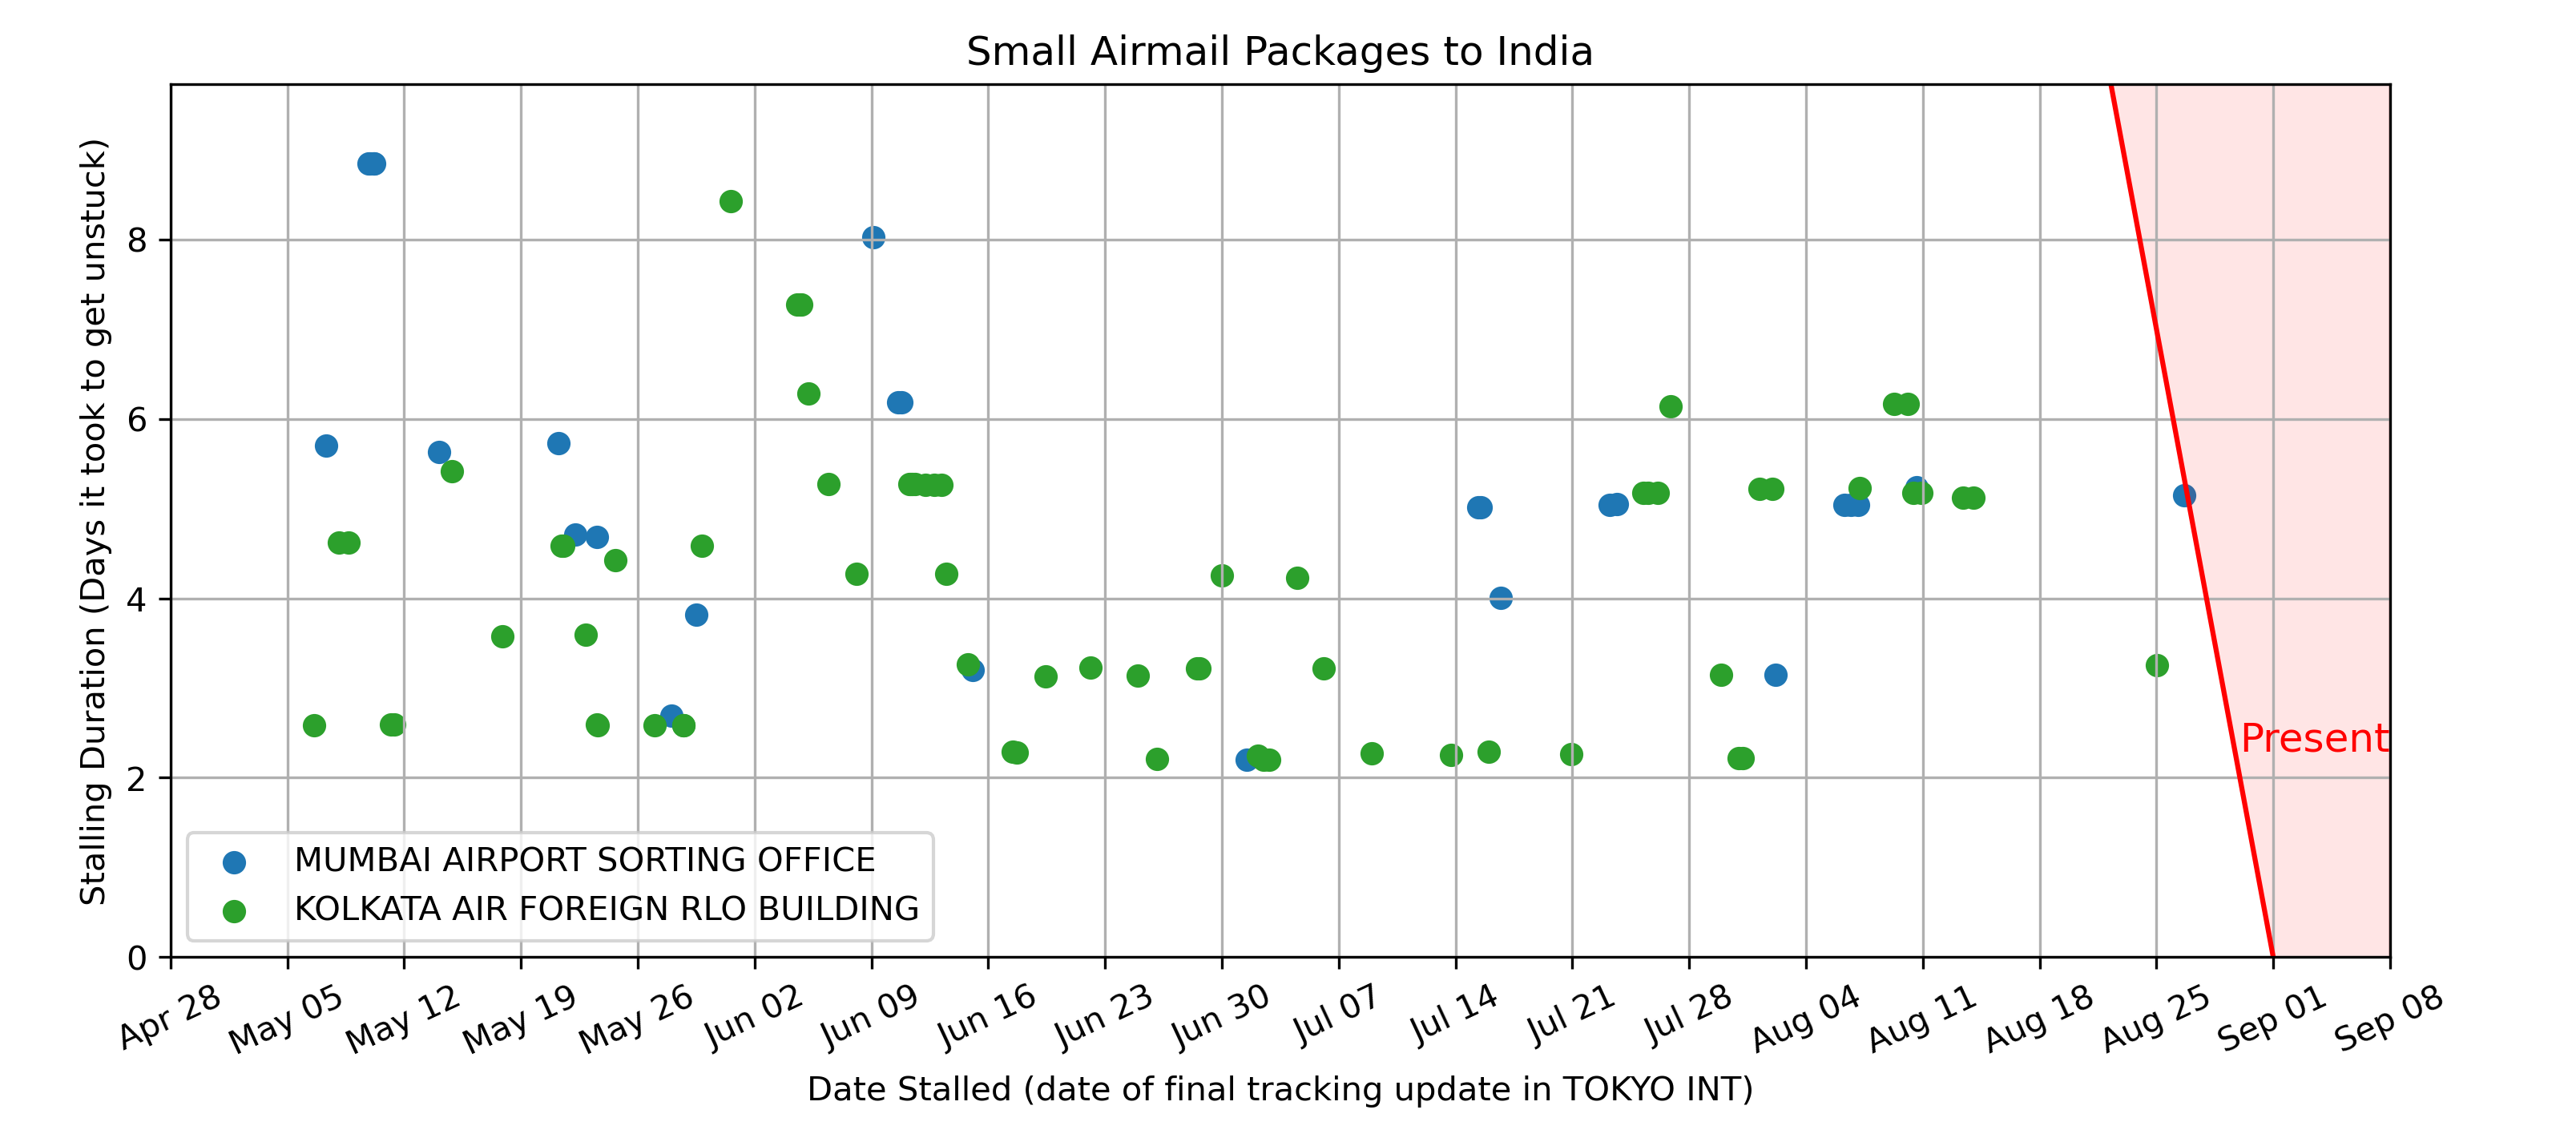 Small Airmail Packages to India
Stalling Duration (Days it took to get unstuck)
8
6
4
2
0
Present
MUMBAI AIRPORT SORTING OFFICE
KOLKATA AIR FOREIGN RLO BUILDING
Apr 28
May 05
May 12
May 19
May 26
Jun 02
Jun 09
Jun 16
Jun 23
Jun 30
Jul 07
Jul 14
Jul 21
Jul 28
Aug 04
Aug 11
Aug 18
Aug 25
Sep 01
Sep 08
Date Stalled (date of final tracking update in TOKYO INT)